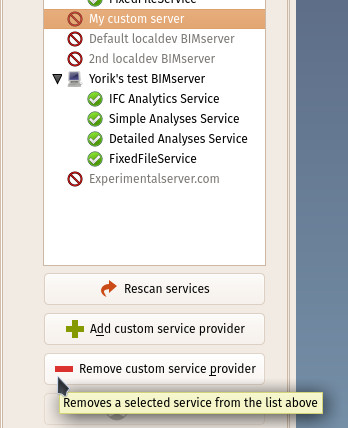 FixedFileService
My custom server
Default localdev BIMserver
2nd localdev BIMserver
Yorik's test BIMserver
IFC Analytics Service
Simple Analyses Service
Detailed Analyses Service
FixedFileService
Experimentalserver.com
Rescan services
Add custom service provider
Remove custom service provider
Removes a selected service from the list above